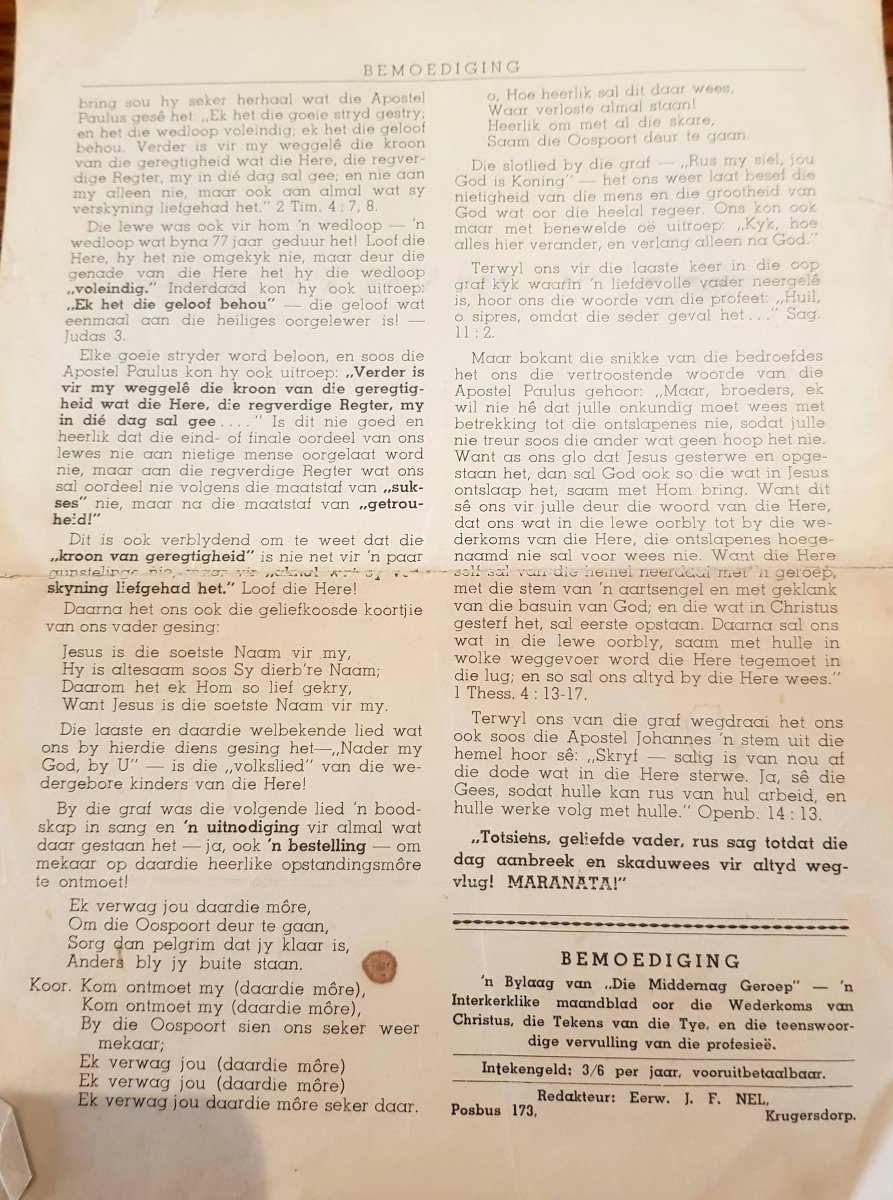 BEMOEDIGING
bring sou hy seker herhaal wat die Apostel
Paulus gesê het: „Ek het die goeie stryd gestry;
en het die wedloop voleindig; ek het die geloof
behou. Verder is vir my weggelê die kroon
van die geregtigheid wat die Here, die regver-
dige Regter, my in dié dag sal gee; en nie aan
my alleen nie, maar ook aan almal wat sy
verskyning liefgehad het." 2 Tim. 4 : 7, 8.
Die lewe was ook vir hom 'n wedloop — 'n
wedloop wat byna 77 jaar geduur het! Loof die
Here, hy het nie omgekyk nie, maar deur die
genade van die Here het hy die wedloop
„voleindig." Inderdaad kon hy ook uitroep:
„Ek het die geloof behou" — die geloof wat
eenmaal aan die heiliges oorgelewer is! —
Judas 3.
Elke goeie stryder word beloon, en soos die
Apostel Paulus kon hy ook uitroep: „Verder is
vir my weggelê die kroon van die geregtig-
heid wat die Here, die regverdige Regter, my
in dié dag sal gee . . . ." Is dit nie goed en
heerlik dat die eind- of finale oordeel van ons
lewes nie aan nietige mense oorgelaat word
nie, maar aan die regverdige Regter wat ons
sal oordeel nie volgens die maatstaf van „suk-
ses" nie, maar na die maatstaf van „getrou-
heid!"
Dit is ook verblydend om te weet dat die
„kroon van geregtigheid" is nie net vir 'n paar
gunstelinge nie, maar vir „almal wat sy ver-
skyning liefgehad het." Loof die Here!
Daarna het ons ook die geliefkoosde koortjie
van ons vader gesing:
Jesus is die soetste Naam vir my,
Hy is altesaam soos Sy dierb're Naam;
Daarom het ek Hom so lief gekry,
Want Jesus is die soetste Naam vir my.
Die laaste en daardie welbekende lied wat
ons by hierdie diens gesing het—„Nader my
God, by U" — is die „volkslied" van die we-
dergebore kinders van die Here!
By die graf was die volgende lied 'n bood-
skap in sang en 'n uitnodiging vir almal wat
daar gestaan het — ja, ook 'n bestelling — om
mekaar op daardie heerlike opstandingsmôre
te ontmoet!
Ek verwag jou daardie môre,
Om die Oospoort deur te gaan,
Sorg dan pelgrim dat jy klaar is,
Anders bly jy buite staan.
Koor. Kom ontmoet my (daardie môre),
Kom ontmoet my (daardie môre),
By die Oospoort sien ons seker weer
mekaar;
Ek verwag jou (daardie môre)
Ek verwag jou (daardie môre)
Ek verwag jou daardie môre seker daar.
o, Hoe heerlik sal dit daar wees,
Waar verloste almal staan!
Heerlik om met al die skare,
Saam die Oospoort deur te gaan.
Die slotlied by die graf — „Rus my siel, jou
God is Koning" — het ons weer laat besef die
nietigheid van die mens en die grootheid van
God wat oor die heelal regeer. Ons kon ook
maar met benewelde oë uitroep: „Kyk, hoe
alles hier verander, en verlang alleen na God."
Terwyl ons vir die laaste keer in die oop
graf kyk waarin 'n liefdevolle vader neergelê
is, hoor ons die woorde van die profeet: „Huil,
o sipres, omdat die seder geval het . . ." Sag.
11 : 2.
Maar bokant die snikke van die bedroefdes
het ons die vertroostende woorde van die
Apostel Paulus gehoor: „Maar, broeders, ek
wil nie hê dat julle onkundig moet wees met
betrekking tot die ontslapenes nie, sodat julle
nie treur soos die ander wat geen hoop het nie.
Want as ons glo dat Jesus gesterwe en opge-
staan het, dan sal God ook so die wat in Jesus
ontslaap het, saam met Hom bring. Want dit
sê ons vir julle deur die woord van die Here,
dat ons wat in die lewe oorbly tot by die we-
derkoms van die Here, die ontslapenes hoege-
naamd nie sal voor wees nie. Want die Here
self sal van die hemel neerdaal met 'n geroep,
met die stem van 'n aartsengel en met geklank
van die basuin van God; en die wat in Christus
gesterf het, sal eerste opstaan. Daarna sal ons
wat in die lewe oorbly, saam met hulle in
wolke weggevoer word die Here tegemoet in
die lug; en so sal ons altyd by die Here wees."
1 Thess. 4 : 13-17.
Terwyl ons van die graf wegdraai het ons
ook soos die Apostel Johannes 'n stem uit die
hemel hoor sê: „Skryf — salig is van nou af
die dode wat in die Here sterwe. Ja, sê die
Gees, sodat hulle kan rus van hul arbeid, en
hulle werke volg met hulle." Openb. 14 : 13.
„Totsiens, geliefde vader, rus sag totdat die
dag aanbreek en skaduwees vir altyd weg-
vlug! MARANATA!"
BEMOEDIGING
'n Bylaag van „Die Middernag Geroep" — 'n
Interkerklike maandblad oor die Wederkoms van
Christus, die Tekens van die Tye, en die teenswoor-
dige vervulling van die profesieë.
Intekengeld: 3/6 per jaar, vooruitbetaalbaar.
Redakteur: Eerw. J. F. NEL,
Posbus 173, Krugersdorp.